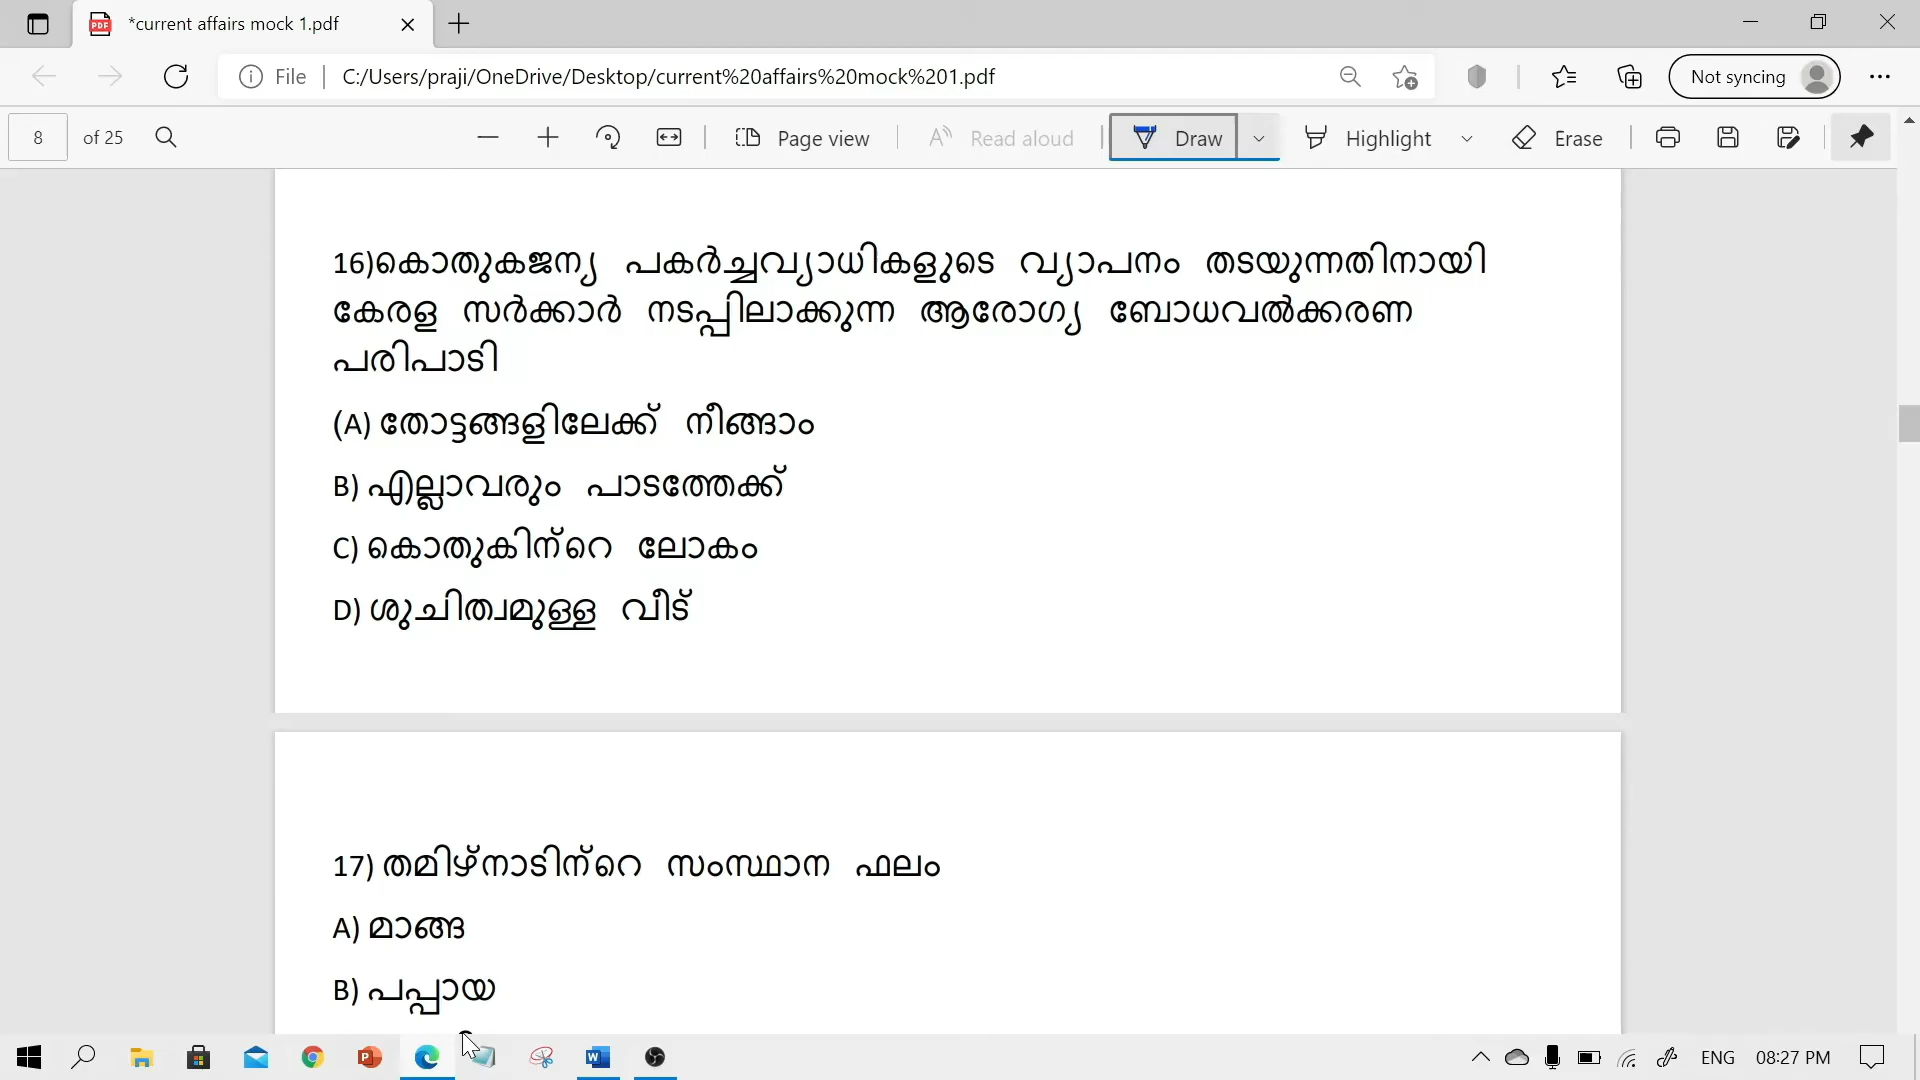 *current affairs mock 1.pdf
File C:/Users/praji/OneDrive/Desktop/current%20affairs%20mock%201.pdf Not syncing
8 of 25 Page view Read aloud Draw Highlight Erase
16)കൊതുകജന്യ പകർച്ചവ്യാധികളുടെ വ്യാപനം തടയുന്നതിനായി
കേരള സർക്കാർ നടപ്പിലാക്കുന്ന ആരോഗ്യ ബോധവൽക്കരണ
പരിപാടി
(A) തോട്ടങ്ങളിലേക്ക് നീങ്ങാം
B) എല്ലാവരും പാടത്തേക്ക്
C) കൊതുകിന്റെ ലോകം
D) ശുചിത്വമുള്ള വീട്
17) തമിഴ്നാടിന്റെ സംസ്ഥാന ഫലം
A) മാങ്ങ
B) പപ്പായ
ENG 08:27 PM